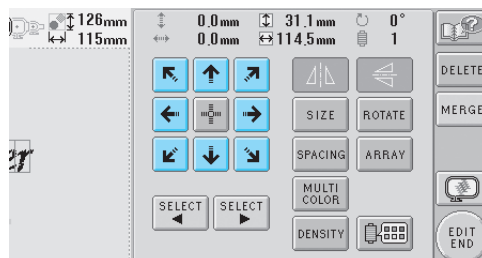 126mm 0.0mm 31.1mm 0°
115mm 0.0mm 114.5mm 1
DELETE
SIZE ROTATE MERGE
SPACING ARRAY
MULTI
COLOR
SELECT SELECT
DENSITY
EDIT
END
er